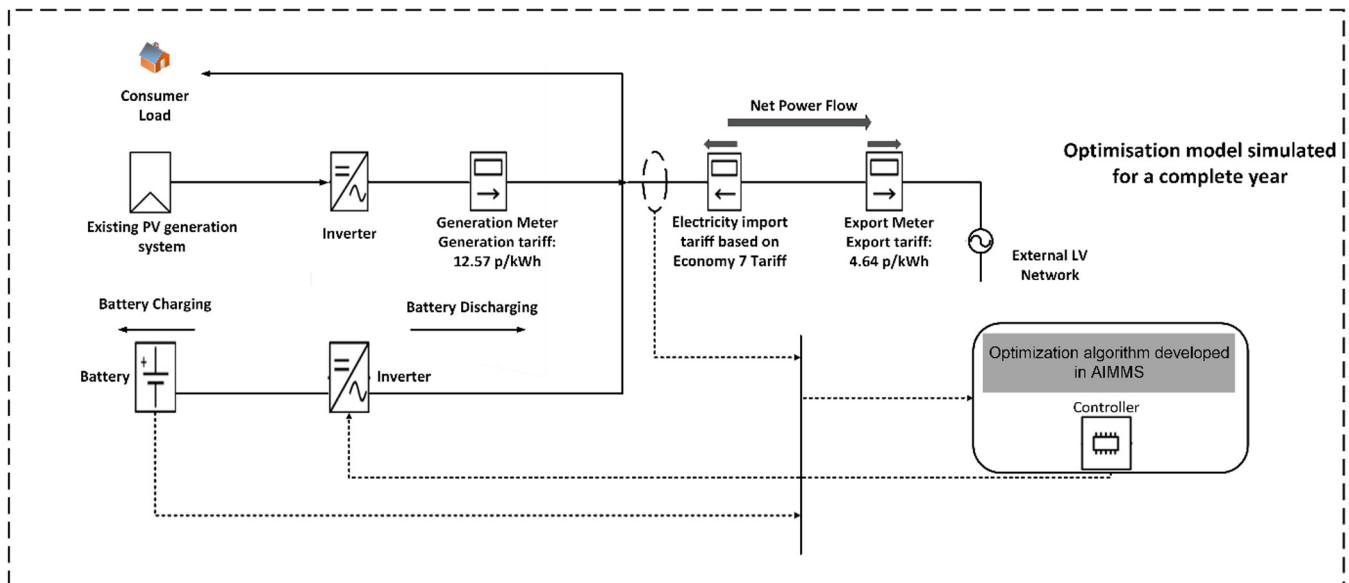 Consumer
Load
Net Power Flow
Optimisation model simulated
for a complete year
Existing PV generation
system
Inverter
Generation Meter
Generation tariff:
12.57 p/kWh
Electricity import
tariff based on
Economy 7 Tariff
Export Meter
Export tariff:
4.64 p/kWh
External LV
Network
Battery Charging
Battery Discharging
Battery
+
Inverter
Optimization algorithm developed
in AIMMS
Controller